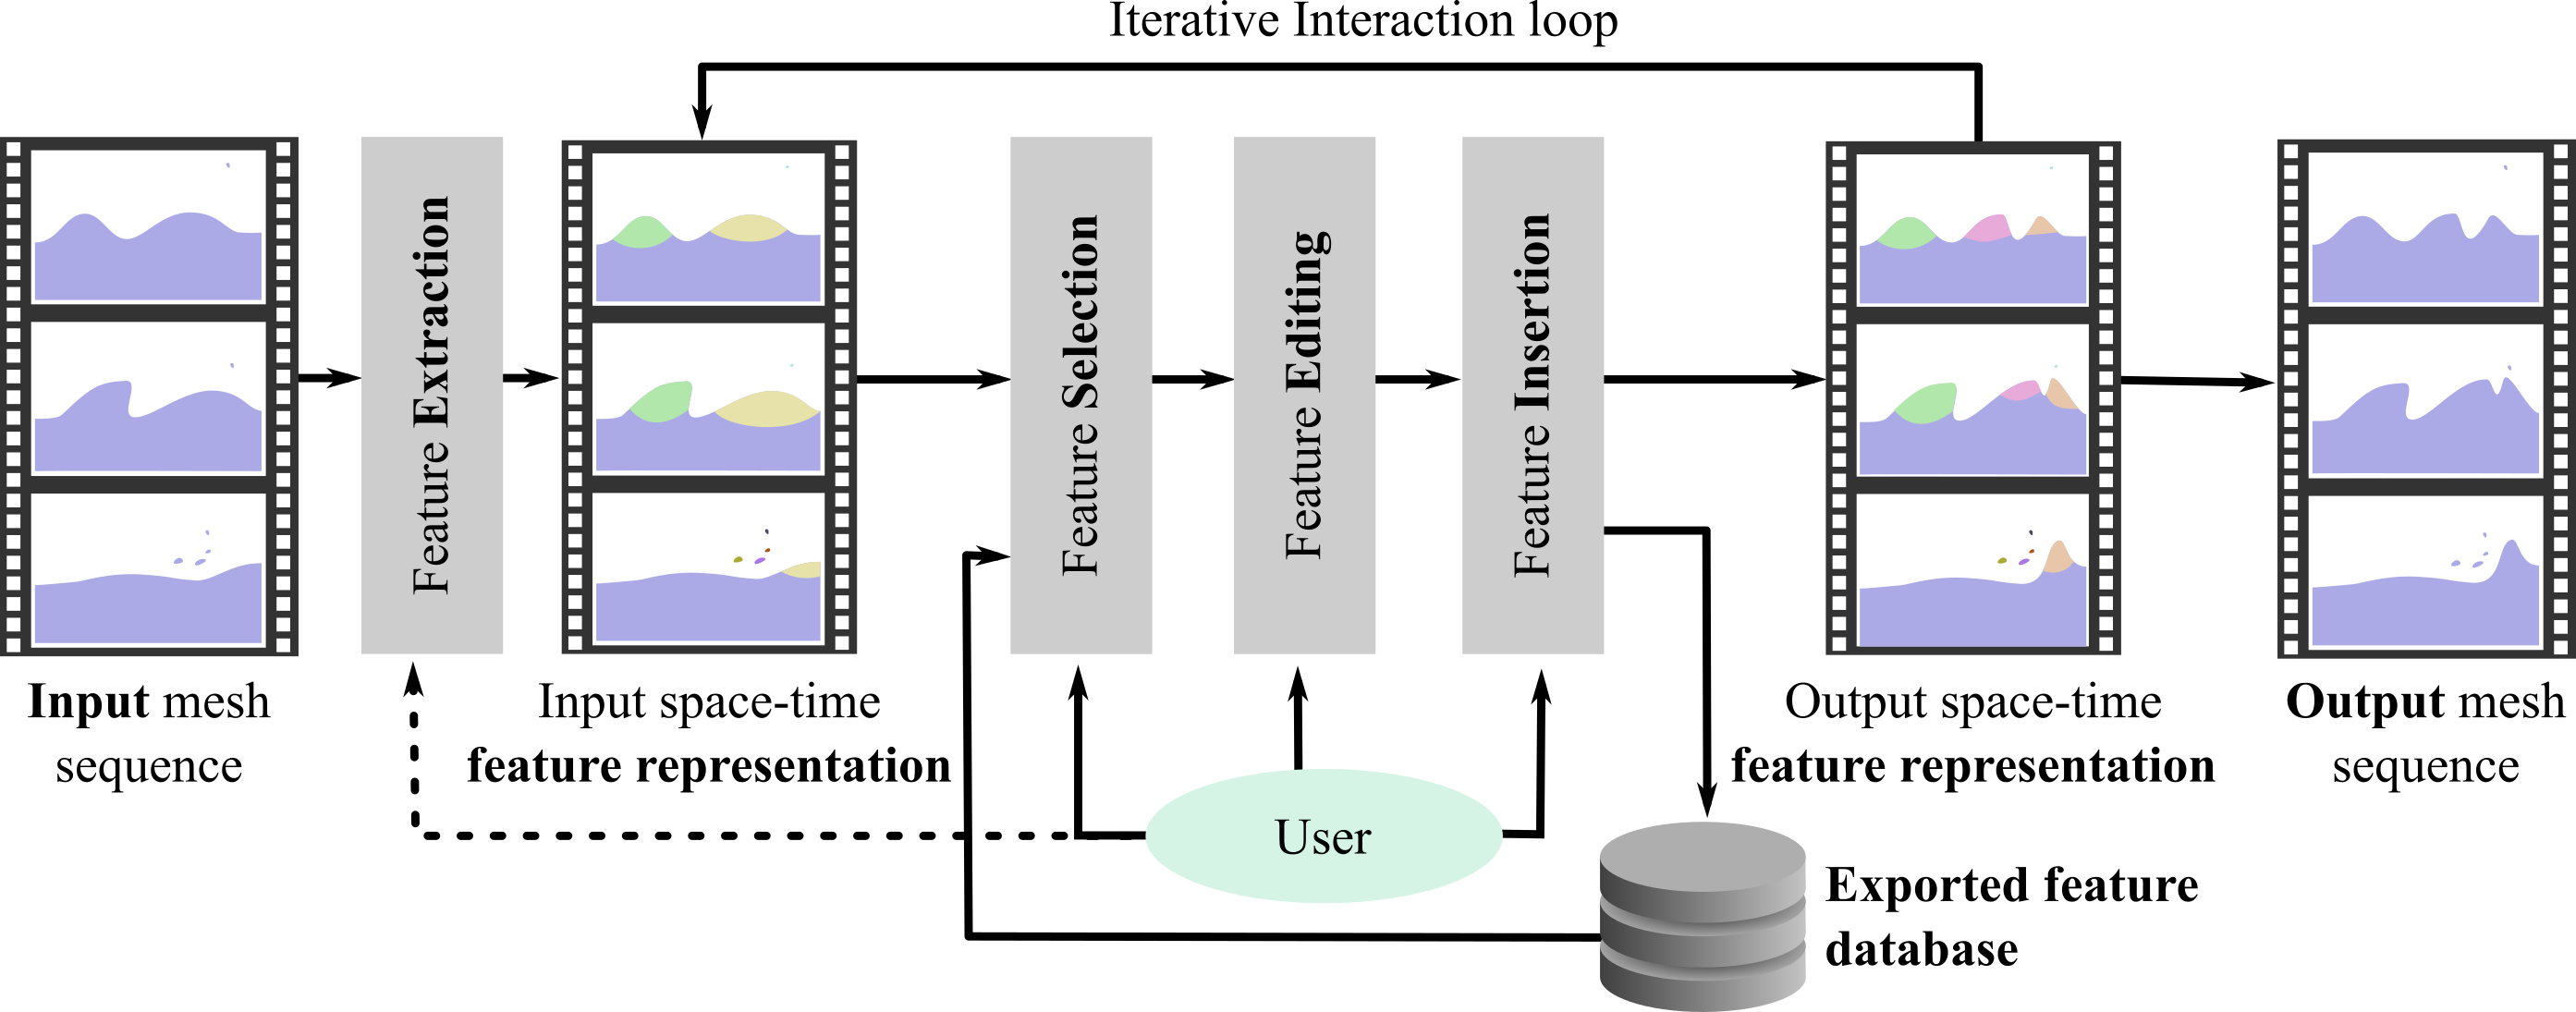 Iterative Interaction loop
Feature Extraction
Feature Selection
Feature Editing
Feature Insertion
Input mesh
sequence
Input space-time
feature representation
Output space-time
feature representation
Output mesh
sequence
User
Exported feature
database